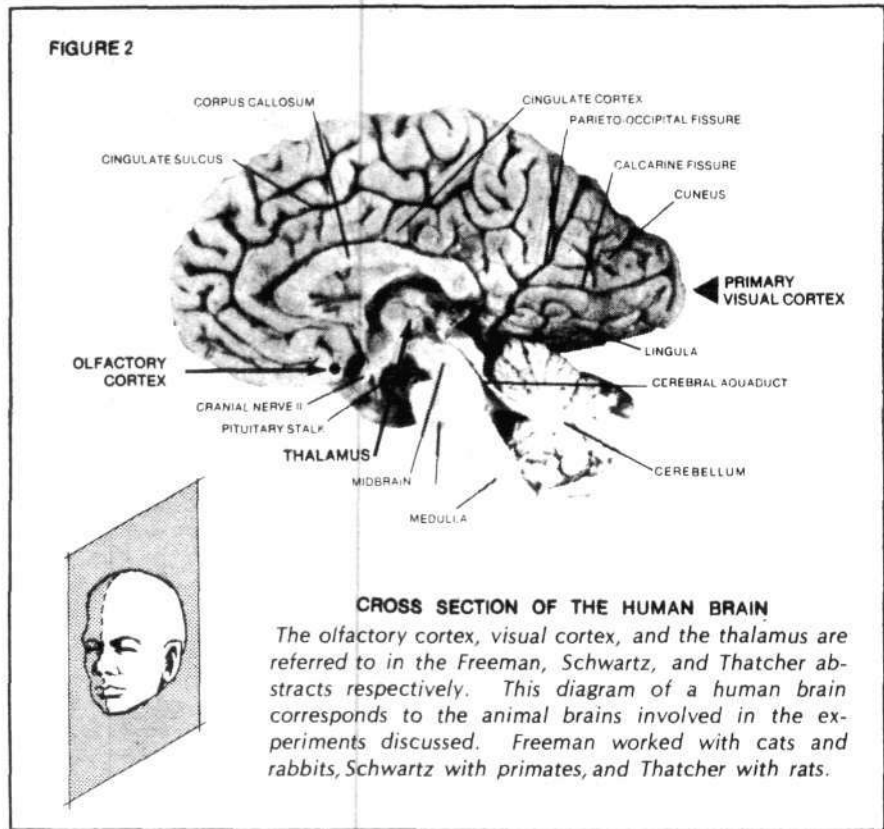 FIGURE 2
CORPUS CALLOSUM
CINGULATE CORTEX
PARIETO-OCCIPITAL FISSURE
CINGULATE SULCUS
CALCARINE FISSURE
CUNEUS
PRIMARY
VISUAL CORTEX
LINGULA
OLFACTORY
CORTEX
CEREBRAL AQUADUCT
CRANIAL NERVE II
PITUITARY STALK
THALAMUS
CEREBELLUM
MIDBRAIN
MEDULLA
CROSS SECTION OF THE HUMAN BRAIN
The olfactory cortex, visual cortex, and the thalamus are
referred to in the Freeman, Schwartz, and Thatcher ab-
stracts respectively. This diagram of a human brain
corresponds to the animal brains involved in the ex-
periments discussed. Freeman worked with cats and
rabbits, Schwartz with primates, and Thatcher with rats.